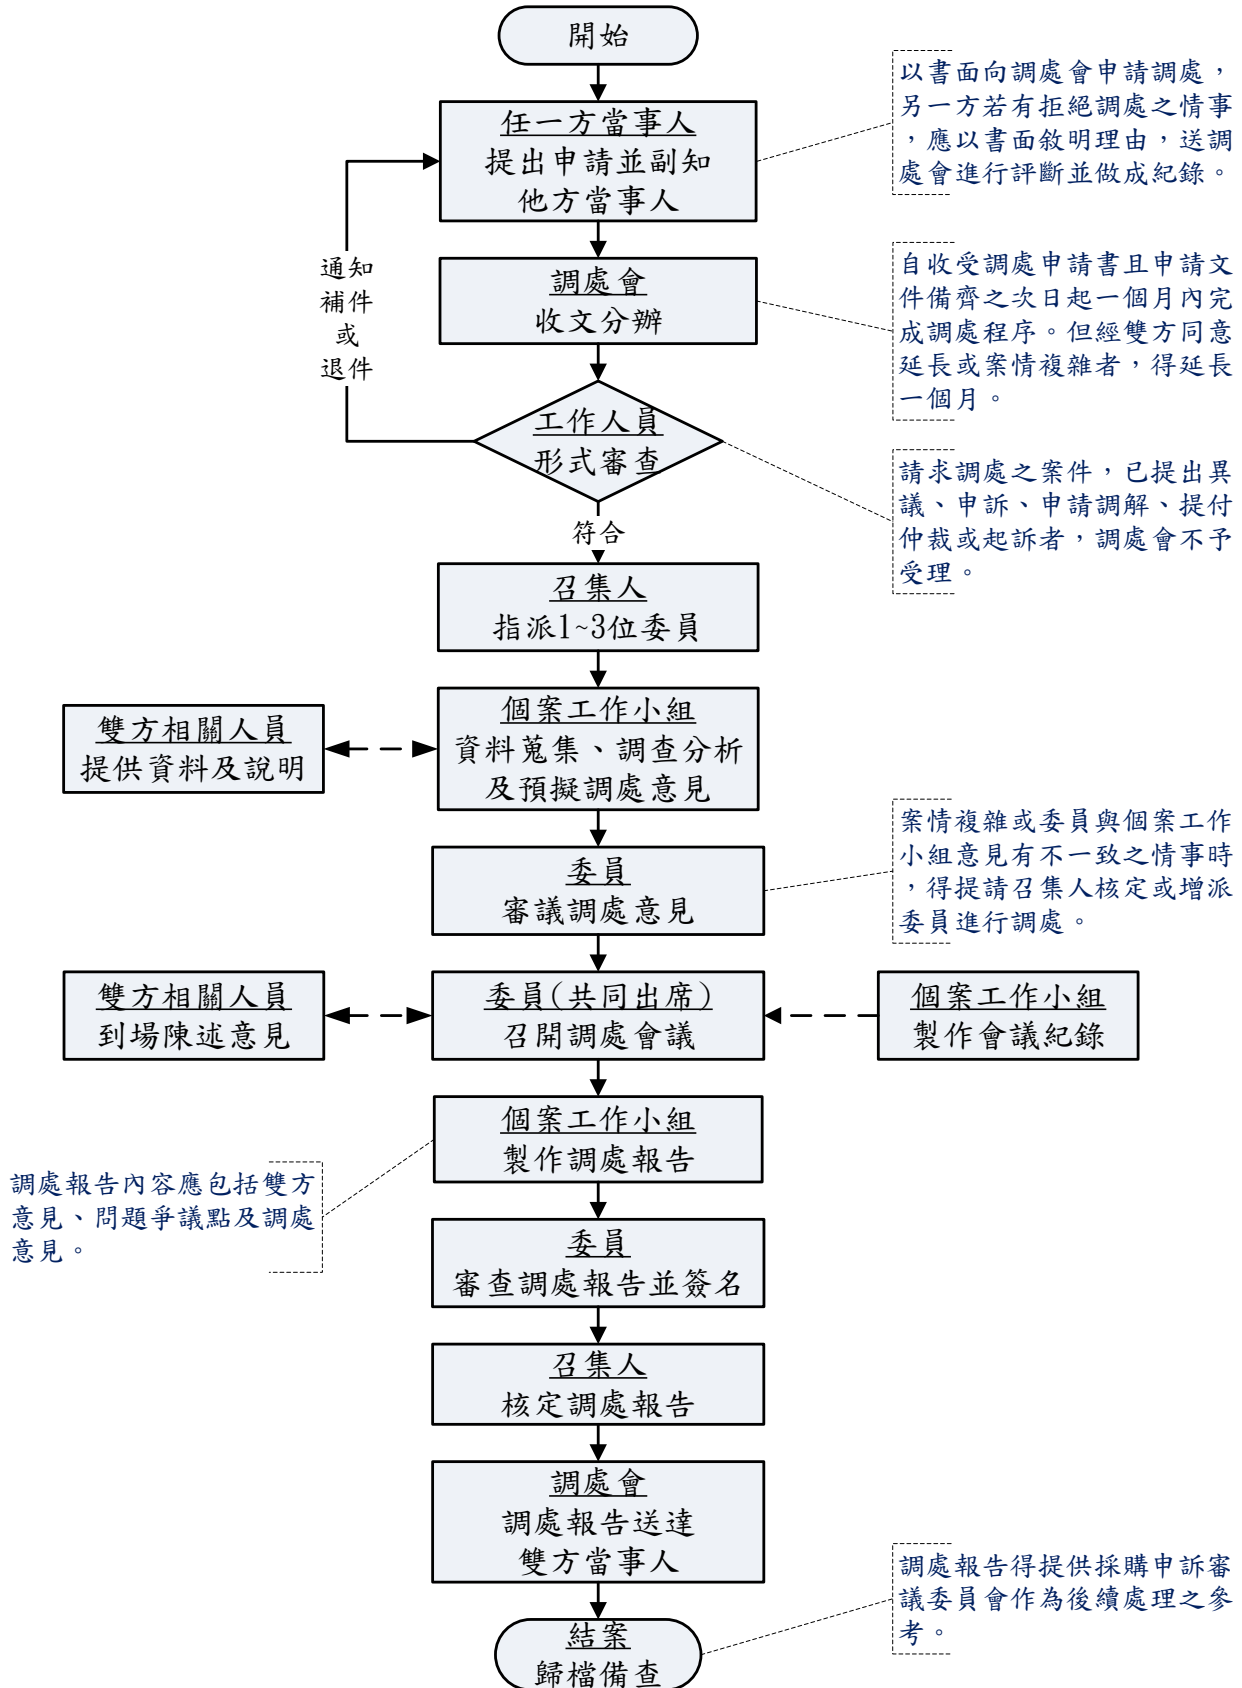 開始
任一方當事人
提出申請並副知
他方當事人
以書面向調處會申請調處，
另一方若有拒絕調處之情事
，應以書面敘明理由，送調
處會進行評斷並做成紀錄。
通知
補件
或
退件
調處會
收文分辦
自收受調處申請書且申請文
件備齊之次日起一個月內完
成調處程序。但經雙方同意
延長或案情複雜者，得延長
一個月。
工作人員
形式審查
請求調處之案件，已提出異
議、申訴、申請調解、提付
仲裁或起訴者，調處會不予
受理。
符合
召集人
指派1~3位委員
雙方相關人員
提供資料及說明
個案工作小組
資料蒐集、調查分析
及預擬調處意見
委員
審議調處意見
案情複雜或委員與個案工作
小組意見有不一致之情事時
，得提請召集人核定或增派
委員進行調處。
雙方相關人員
到場陳述意見
委員(共同出席)
召開調處會議
個案工作小組
製作會議紀錄
個案工作小組
製作調處報告
調處報告內容應包括雙方
意見、問題爭議點及調處
意見。
委員
審查調處報告並簽名
召集人
核定調處報告
調處會
調處報告送達
雙方當事人
調處報告得提供採購申訴審
議委員會作為後續處理之參
考。
結案
歸檔備查